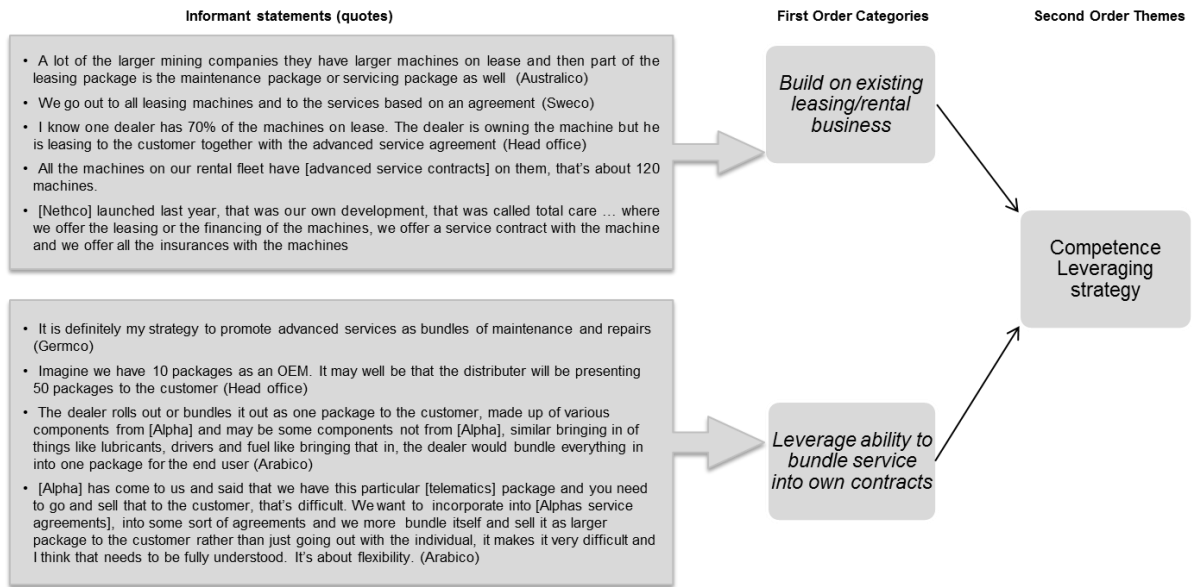 Informant statements (quotes)
First Order Categories
Second Order Themes
• A lot of the larger mining companies they have larger machines on lease and then part of the
leasing package is the maintenance package or servicing package as well (Australico)
• We go out to all leasing machines and to the services based on an agreement (Sweco)
• I know one dealer has 70% of the machines on lease. The dealer is owning the machine but he
is leasing to the customer together with the advanced service agreement (Head office)
• All the machines on our rental fleet have [advanced service contracts] on them, that's about 120
machines.
• [Nethco] launched last year, that was our own development, that was called total care … where
we offer the leasing or the financing of the machines, we offer a service contract with the machine
and we offer all the insurances with the machines
Build on existing
leasing/rental
business
Competence
Leveraging
strategy
• It is definitely my strategy to promote advanced services as bundles of maintenance and repairs
(Germco)
• Imagine we have 10 packages as an OEM. It may well be that the distributer will be presenting
50 packages to the customer (Head office)
• The dealer rolls out or bundles it out as one package to the customer, made up of various
components from [Alpha] and may be some components not from [Alpha], similar bringing in of
things like lubricants, drivers and fuel like bringing that in, the dealer would bundle everything in
into one package for the end user (Arabico)
• [Alpha] has come to us and said that we have this particular [telematics] package and you need
to go and sell that to the customer, that's difficult. We want to incorporate into [Alphas service
agreements], into some sort of agreements and we more bundle itself and sell it as larger
package to the customer rather than just going out with the individual, it makes it very difficult and
I think that needs to be fully understood. It's about flexibility. (Arabico)
Leverage ability to
bundle service
into own contracts